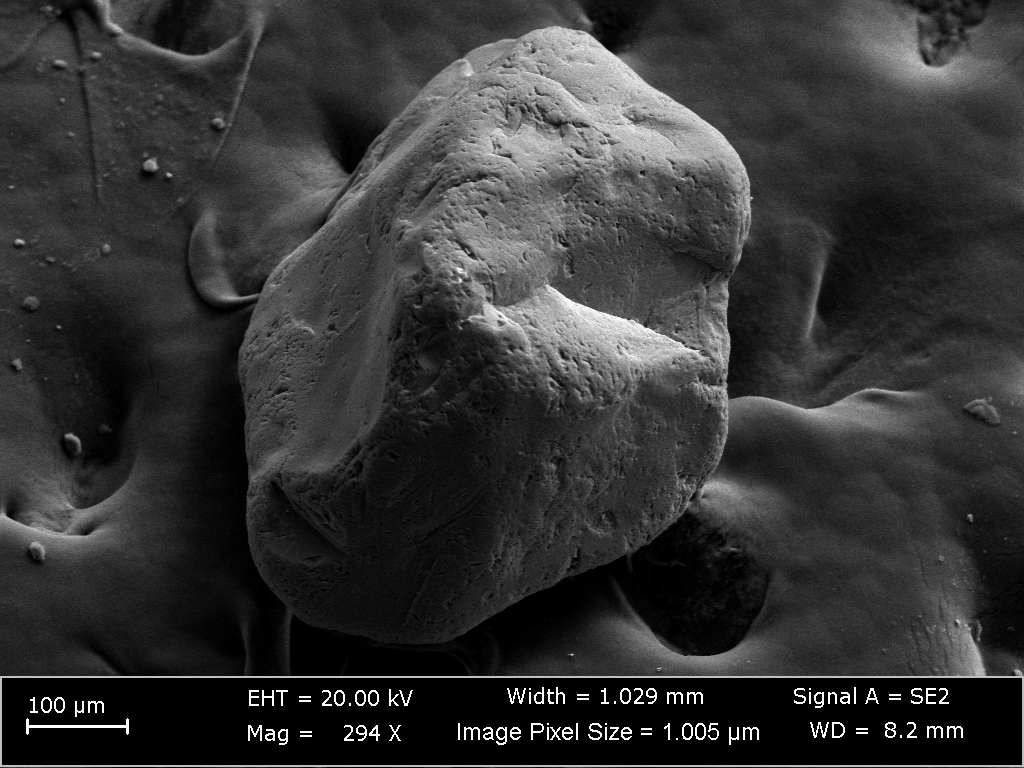 100 µm
EHT = 20.00 kV
Mag = 294 X
Width = 1.029 mm
Image Pixel Size = 1.005 µm
Signal A = SE2
WD = 8.2 mm